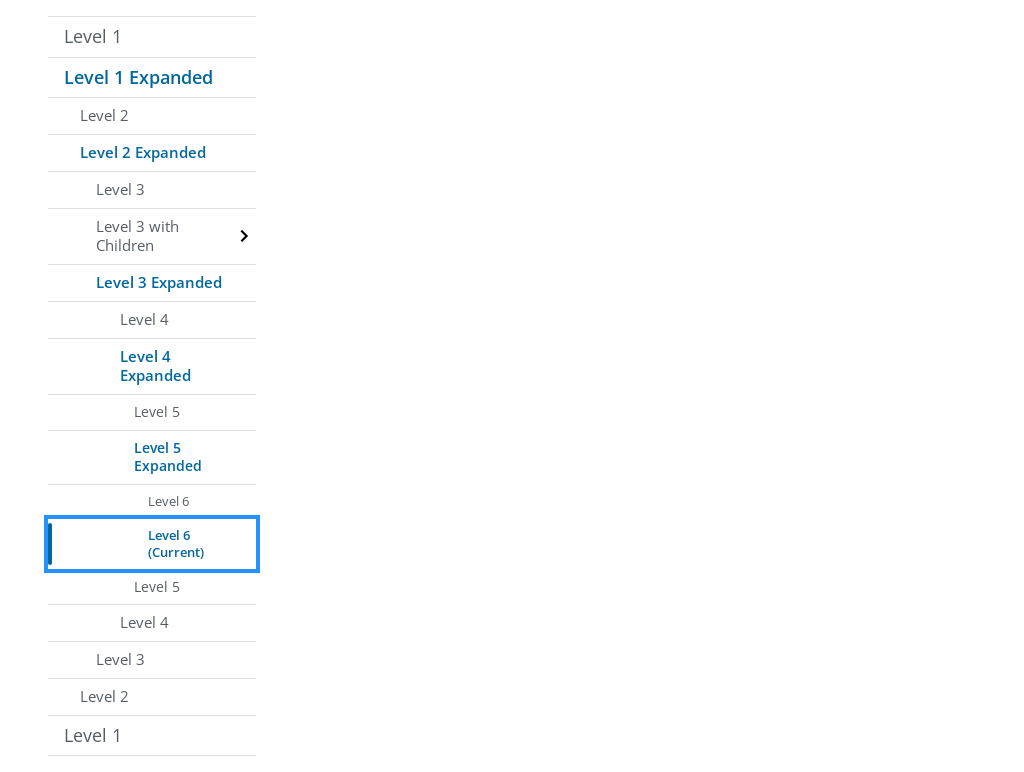 Level 1
Level 1 Expanded
Level 2
Level 2 Expanded
Level 3
Level 3 with
Children
Level 3 Expanded
Level 4
Level 4
Expanded
Level 5
Level 5
Expanded
Level 6
Level 6
(Current)
Level 5
Level 4
Level 3
Level 2
Level 1